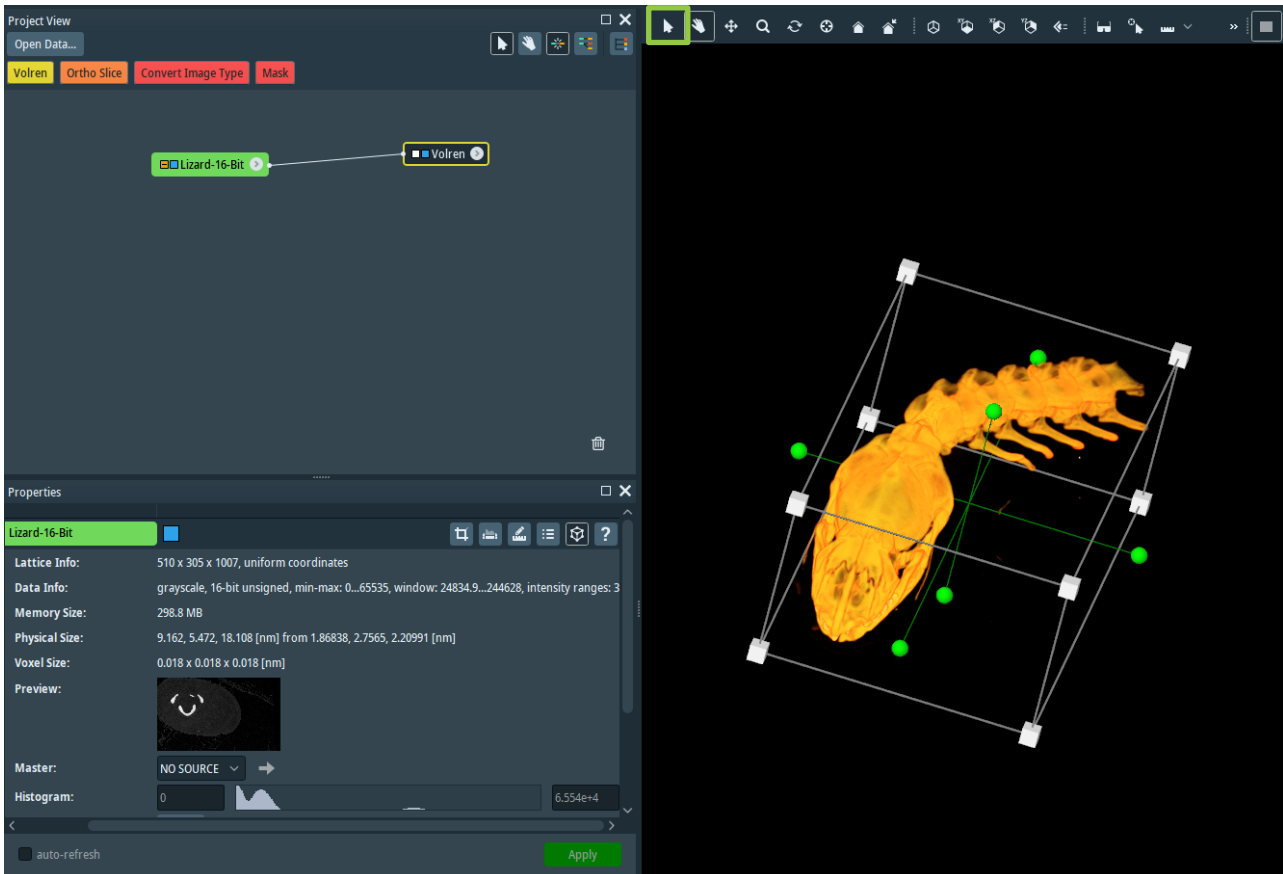 Project View
Open Data...
Volren Ortho Slice Convert Image Type Mask
Lizard-16-Bit
Volren
Properties
Lizard-16-Bit
Lattice Info: 510 x 305 x 1007, uniform coordinates
Data Info: grayscale, 16-bit unsigned, min-max: 0...65535, window: 24834.9...244628, intensity ranges: 3
Memory Size: 298.8 MB
Physical Size: 9.162, 5.472, 18.108 [nm] from 1.86838, 2.7565, 2.20991 [nm]
Voxel Size: 0.018 x 0.018 x 0.018 [nm]
Preview:
Master: NO SOURCE
Histogram: 0 6.554e+4
auto-refresh
Apply